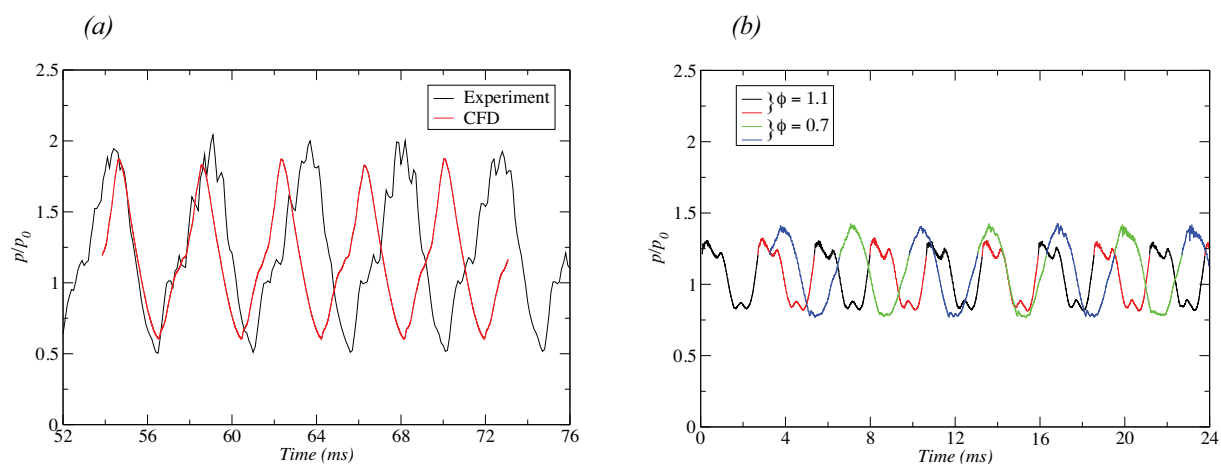 (a)
(b)
2.5
2
1.5
1
0.5
0
p/p0
52 56 60 64 68 72 76
Time (ms)
Experiment
CFD
2.5
2
1.5
1
0.5
0
p/p0
0 4 8 12 16 20 24
Time (ms)
}ϕ = 1.1
}ϕ = 0.7